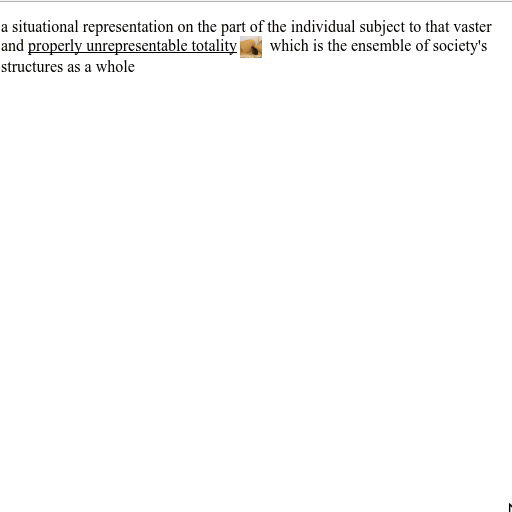 a situational representation on the part of the individual subject to that vaster
and properly unrepresentable totality which is the ensemble of society's
structures as a whole